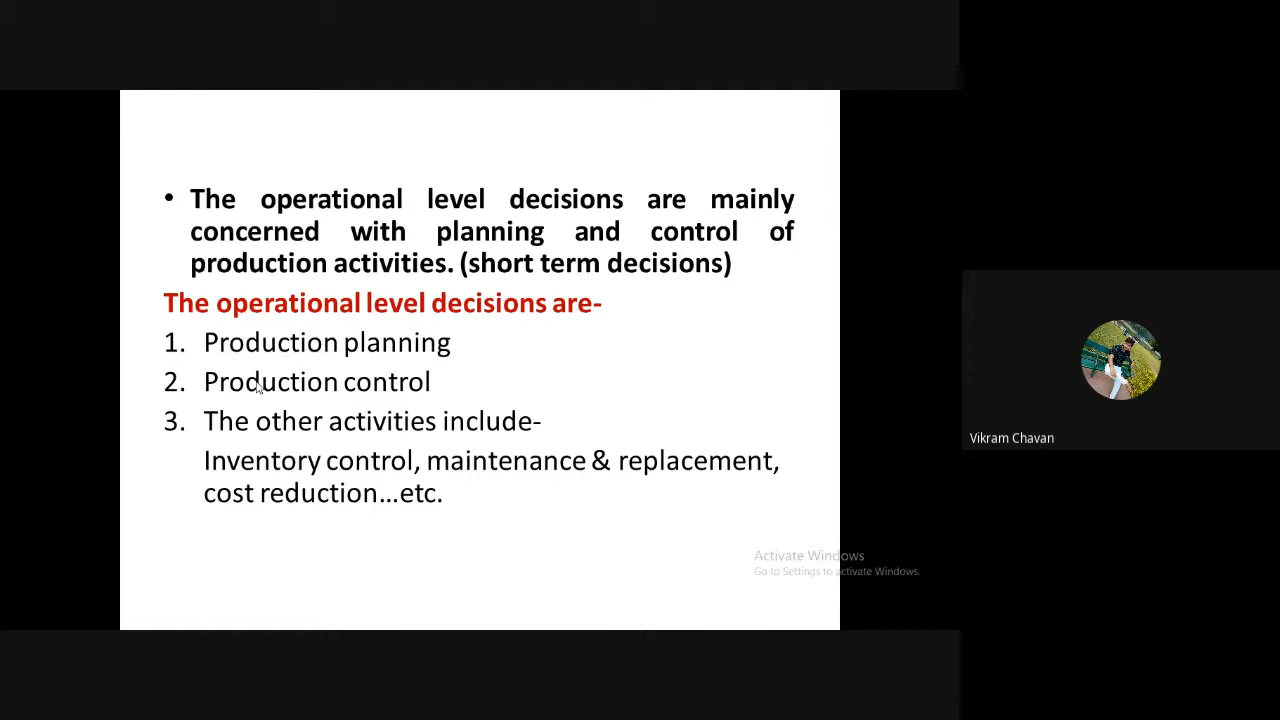 • The operational level decisions are mainly
concerned with planning and control of
production activities. (short term decisions)
The operational level decisions are-
1. Production planning
2. Production control
3. The other activities include-
Inventory control, maintenance & replacement,
cost reduction...etc.
Vikram Chavan
Activate Windows
Go to Settings to activate Windows.